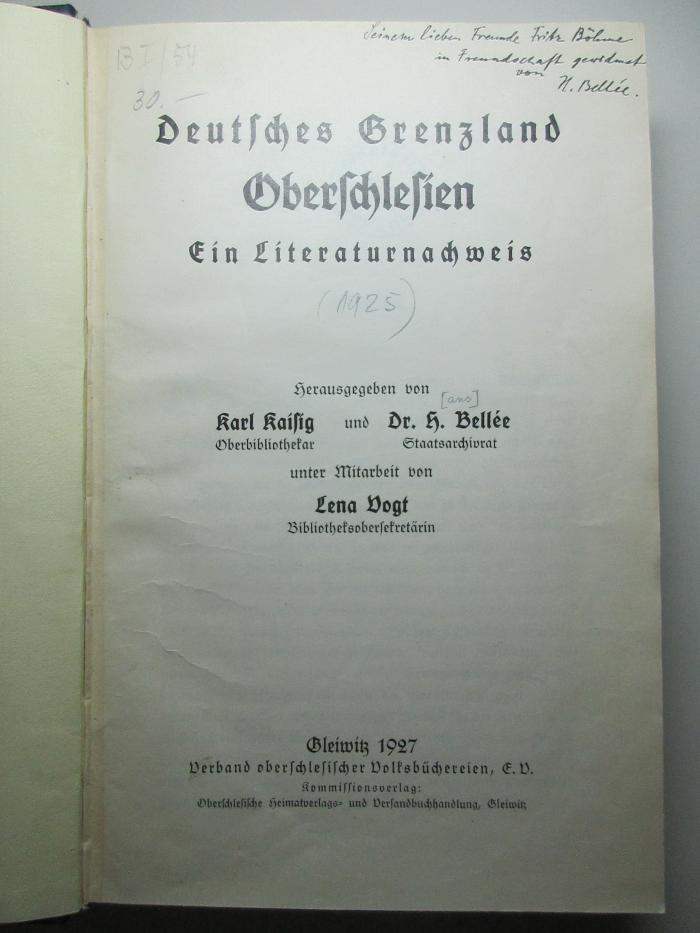 Seinem lieben Freunde Fritz Böhme
in Freundschaft gewidmet
von H. Bellée.
B I/54
30.—
Deutſches Grenzland
Oberſchleſien
Ein Literaturnachweis
(1925)
Herausgegeben von
[ans]
Karl Kaiſig und Dr. H. Bellée
Oberbibliothekar Staatsarchivrat
unter Mitarbeit von
Lena Vogt
Bibliotheksoberſekretärin
Gleiwitz 1927
Verband oberſchleſiſcher Volksbüchereien, E. V.
Kommiſſionsverlag:
Oberſchleſiſche Heimatverlags- und Verſandbuchhandlung, Gleiwitz